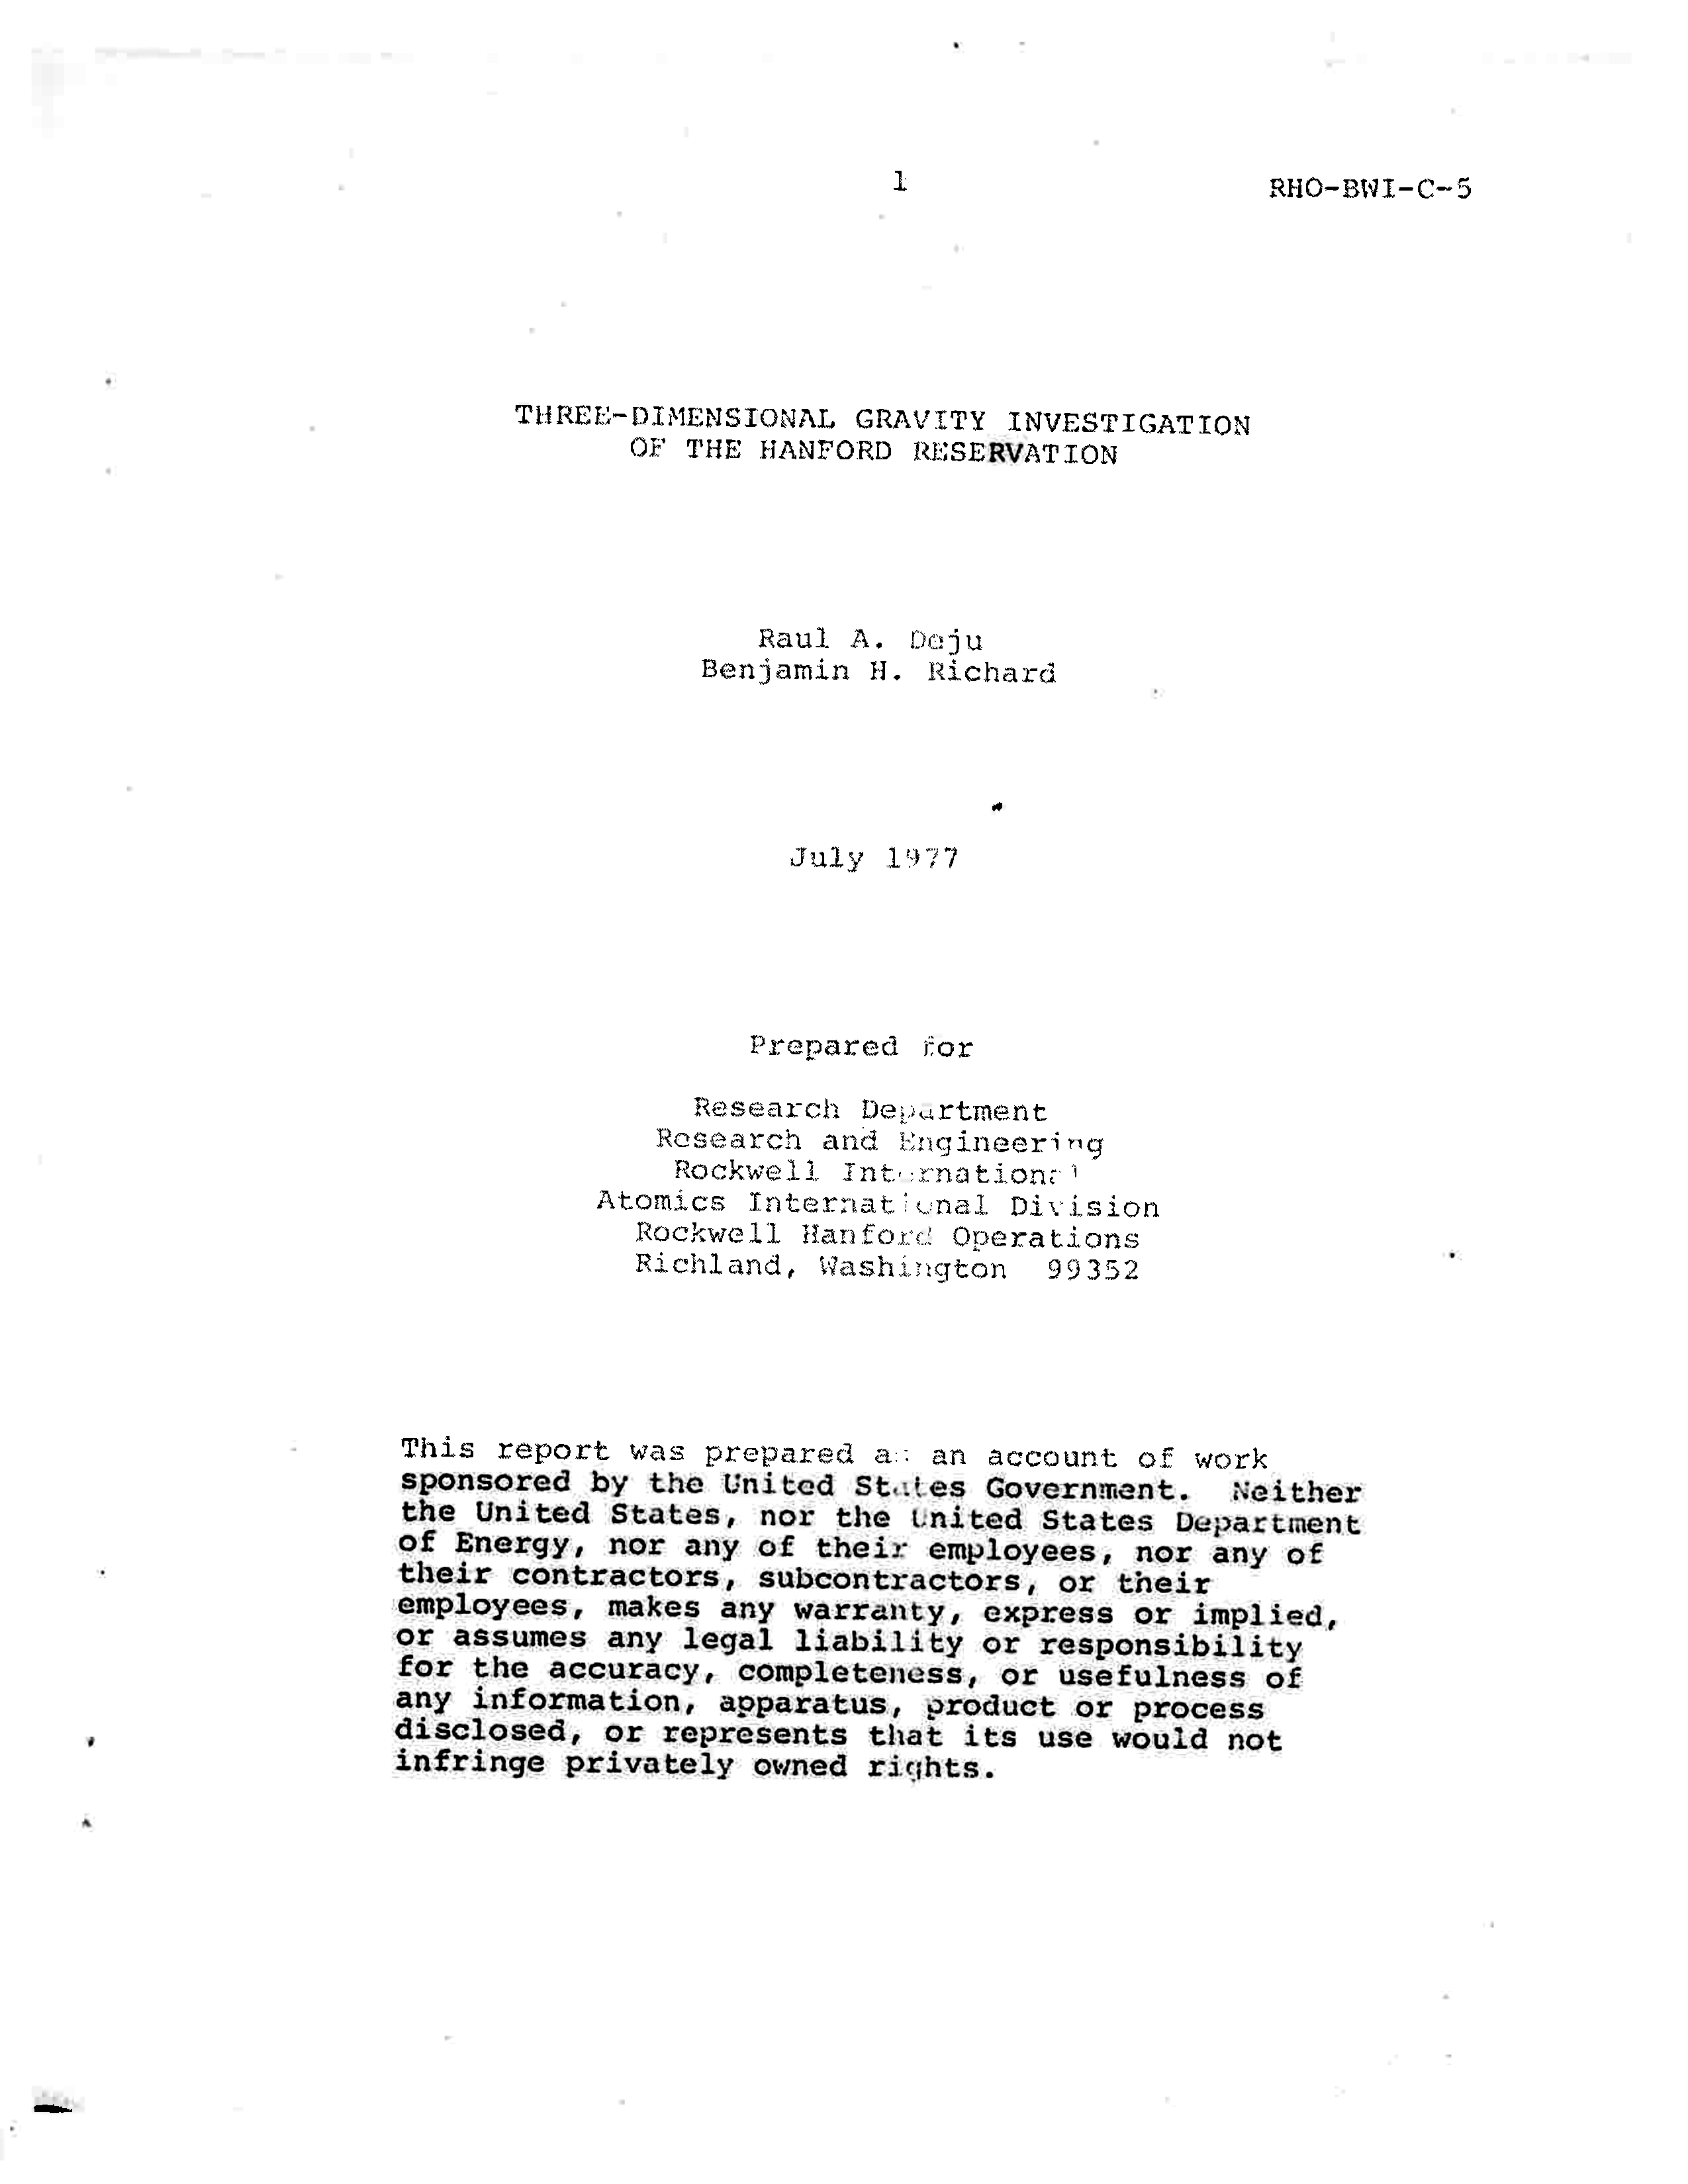 1
RHO-BWI-C-5
THREE-DIMENSIONAL GRAVITY INVESTIGATION
OF THE HANFORD RESERVATION
Raul A. Deju
Benjamin H. Richard
July 1977
Prepared for
Research Department
Research and Engineering
Rockwell International
Atomics International Division
Rockwell Hanford Operations
Richland, Washington 99352
This report was prepared as an account of work
sponsored by the United States Government. Neither
the United States, nor the United States Department
of Energy, nor any of their employees, nor any of
their contractors, subcontractors, or their
employees, makes any warranty, express or implied,
or assumes any legal liability or responsibility
for the accuracy, completeness, or usefulness of
any information, apparatus, product or process
disclosed, or represents that its use would not
infringe privately owned rights.